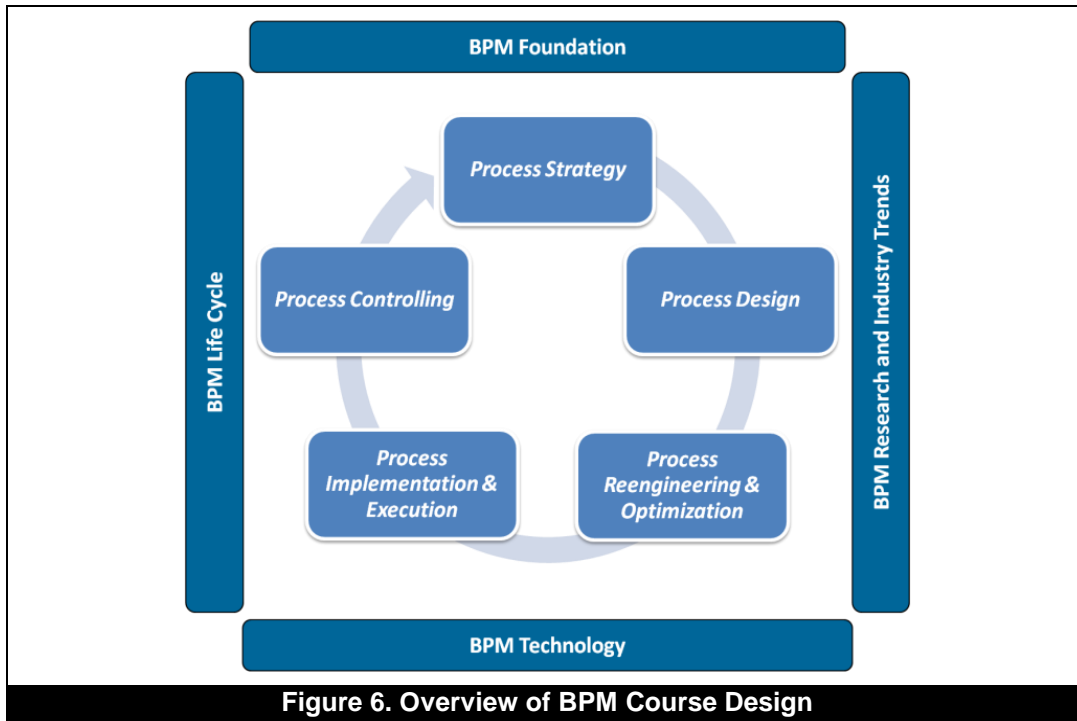 BPM Foundation
BPM Life Cycle
BPM Research and Industry Trends
Process Strategy
Process Controlling
Process Design
Process
Implementation &
Execution
Process
Reengineering &
Optimization
BPM Technology
Figure 6. Overview of BPM Course Design